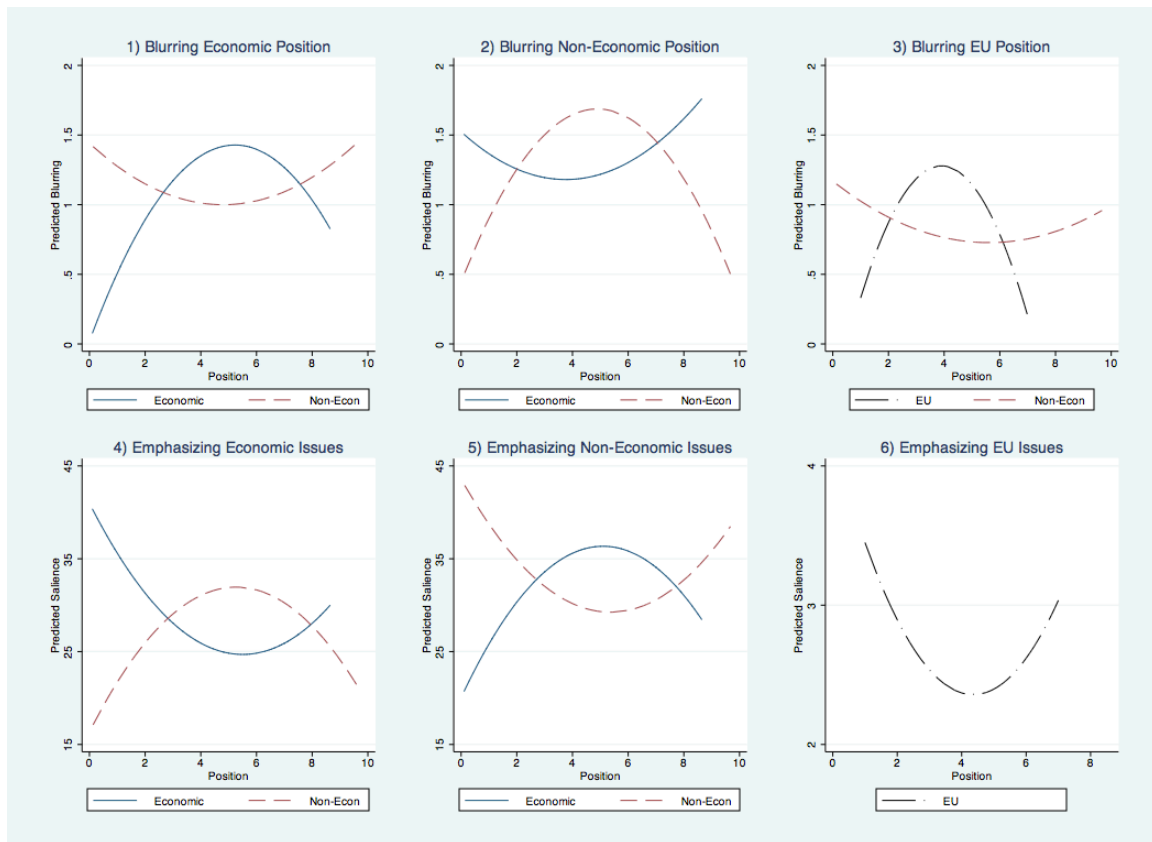 1) Blurring Economic Position
Predicted Blurring
0 .5 1 1.5 2
0 2 4 6 8 10
Position
Economic Non-Econ
2) Blurring Non-Economic Position
Predicted Blurring
0 .5 1 1.5 2
0 2 4 6 8 10
Position
Economic Non-Econ
3) Blurring EU Position
Predicted Blurring
0 .5 1 1.5 2
0 2 4 6 8 10
Position
EU Non-Econ
4) Emphasizing Economic Issues
Predicted Salience
15 25 35 45
0 2 4 6 8 10
Position
Economic Non-Econ
5) Emphasizing Non-Economic Issues
Predicted Salience
15 25 35 45
0 2 4 6 8 10
Position
Economic Non-Econ
6) Emphasizing EU Issues
Predicted Salience
2 3 4
0 2 4 6 8
Position
EU